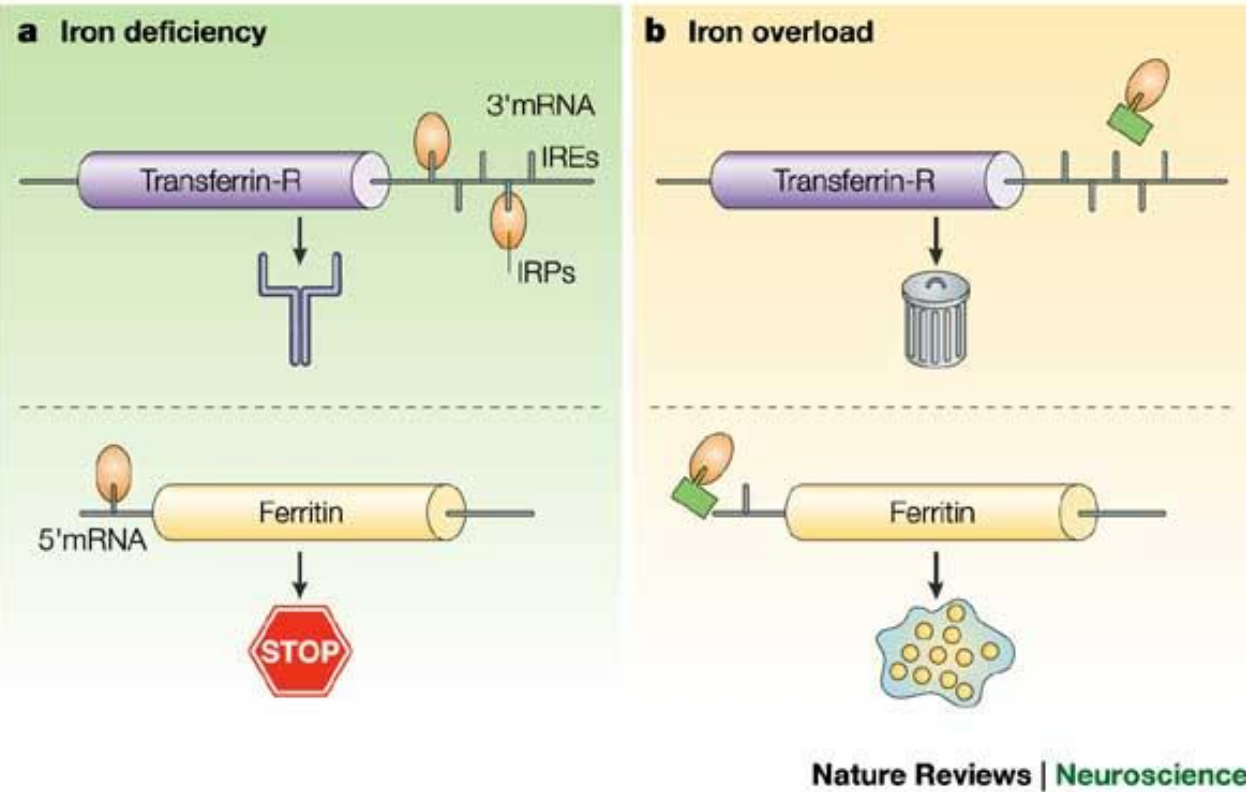 a Iron deficiency
3'mRNA
IREs
Transferrin-R
IRPs
Ferritin
5'mRNA
STOP
b Iron overload
Transferrin-R
Ferritin
Nature Reviews | Neuroscience